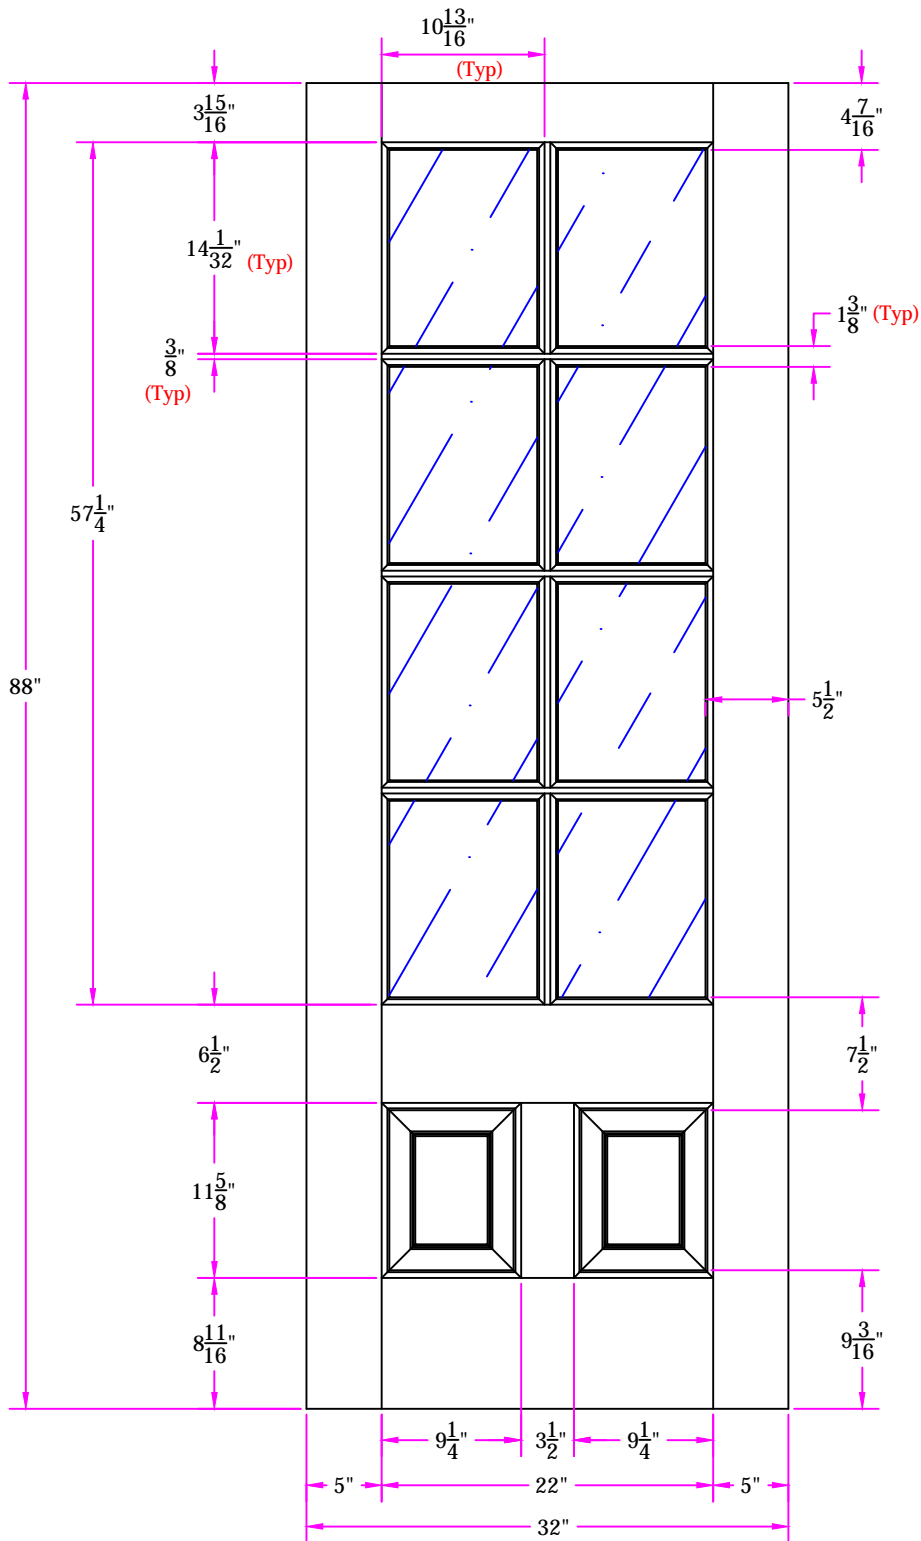 10 13/16"
(Typ)
3 15/16"
4 7/16"
14 1/32" (Typ)
1 3/8" (Typ)
3/8"
(Typ)
57 1/4"
88"
5 1/2"
6 1/2"
7 1/2"
11 5/8"
8 11/16"
9 3/16"
9 1/4" 3 1/2" 9 1/4"
5" 22" 5"
32"